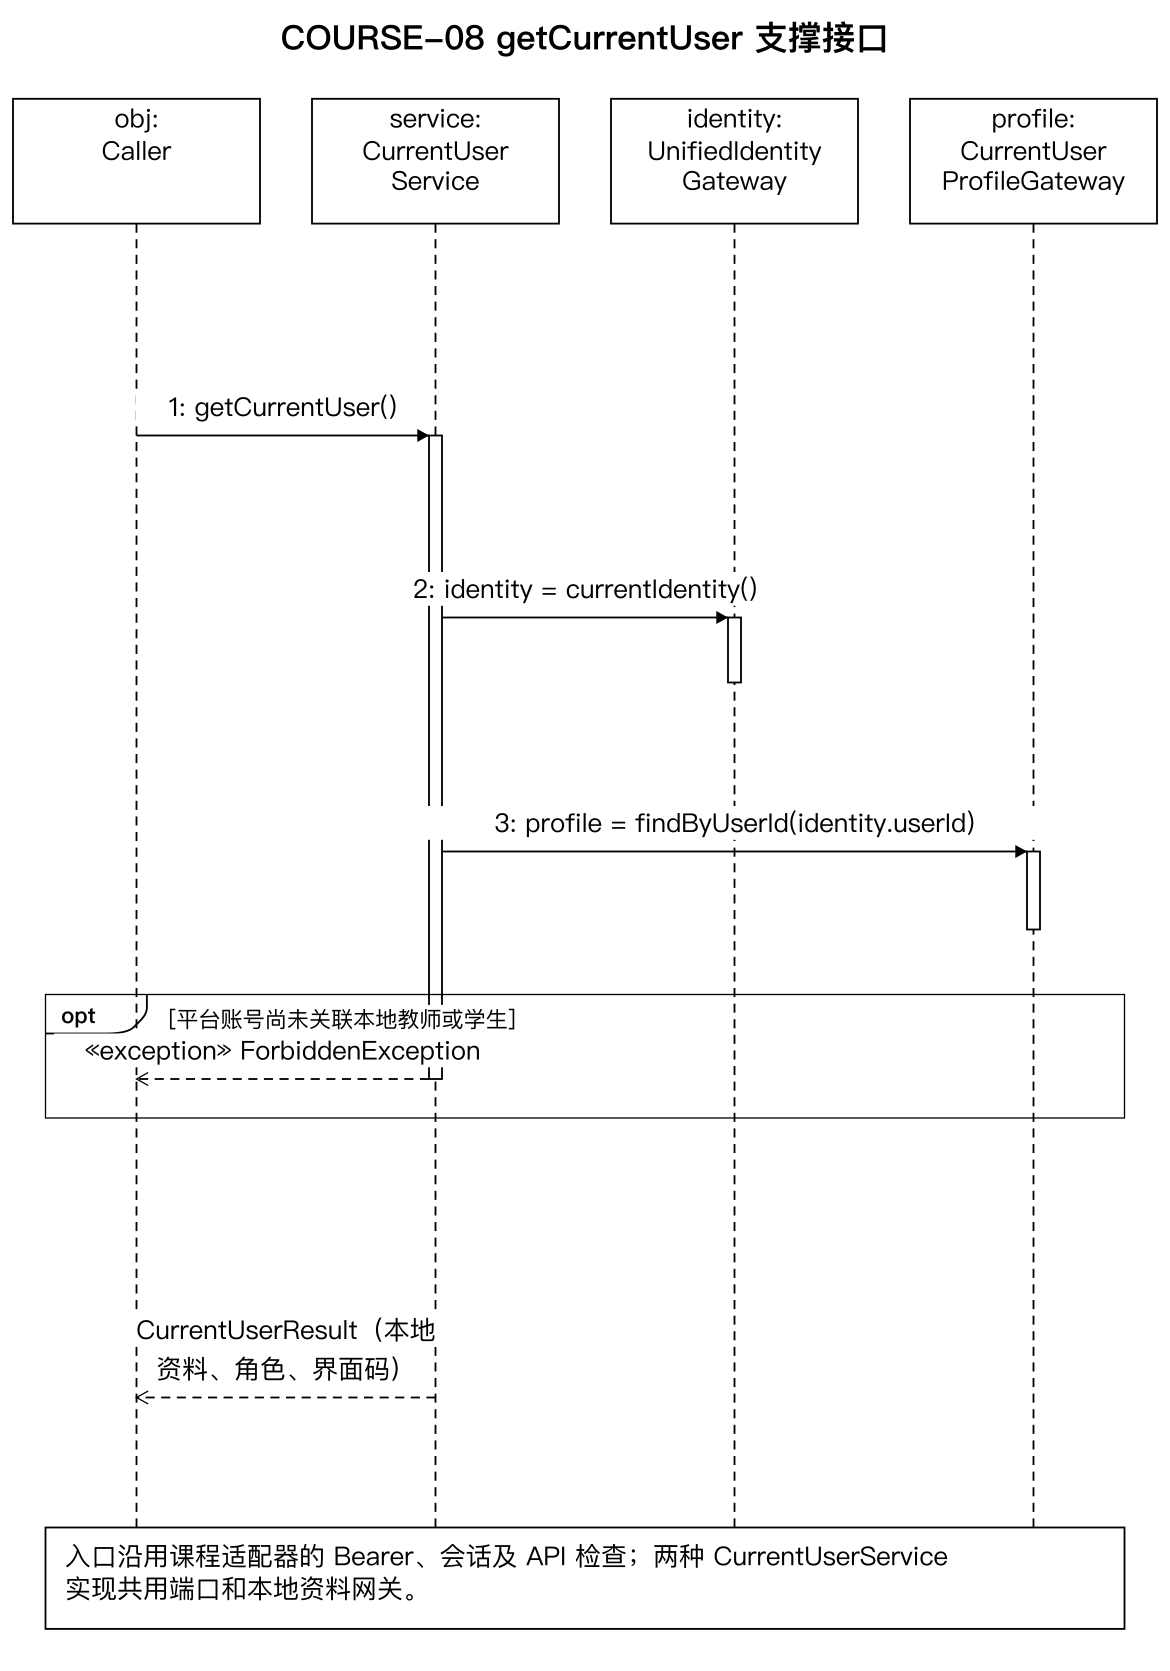 COURSE-08 getCurrentUser 支撑接口
obj:
Caller
service:
CurrentUser
Service
identity:
UnifiedIdentity
Gateway
profile:
CurrentUser
ProfileGateway
1: getCurrentUser()
2: identity = currentIdentity()
3: profile = findByUserId(identity.userId)
opt
[平台账号尚未关联本地教师或学生]
«exception» ForbiddenException
CurrentUserResult（本地
资料、角色、界面码）
入口沿用课程适配器的 Bearer、会话及 API 检查；两种 CurrentUserService
实现共用端口和本地资料网关。